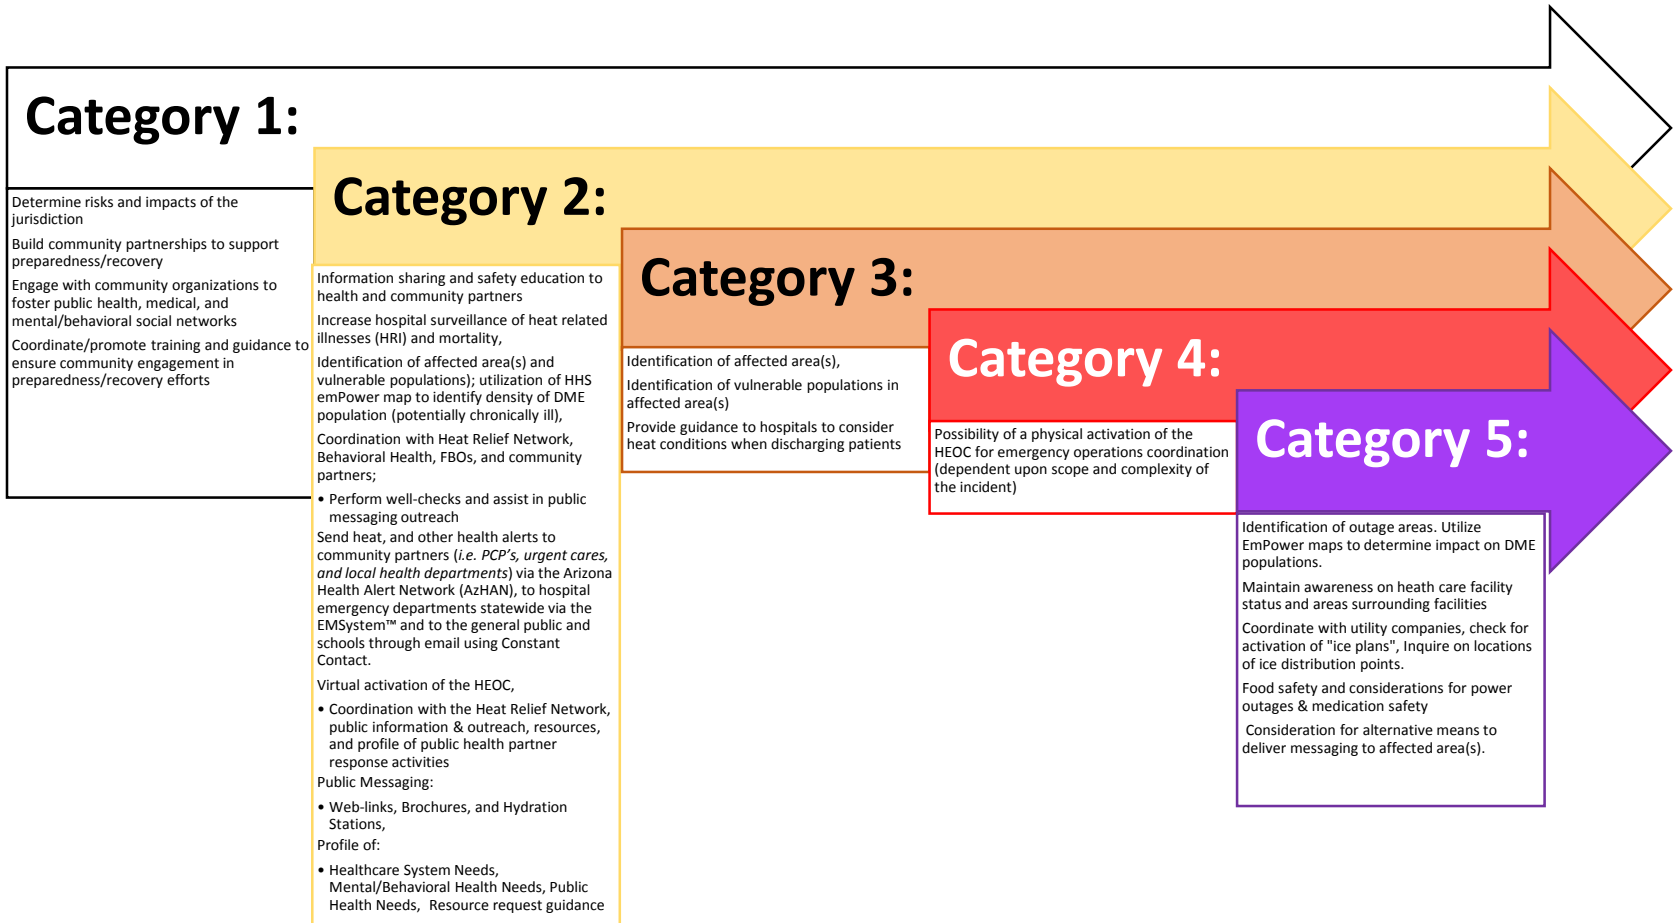 Category 1:
Determine risks and impacts of the
jurisdiction
Build community partnerships to support
preparedness/recovery
Engage with community organizations to
foster public health, medical, and
mental/behavioral social networks
Coordinate/promote training and guidance to
ensure community engagement in
preparedness/recovery efforts
Category 2:
Information sharing and safety education to
health and community partners
Increase hospital surveillance of heat related
illnesses (HRI) and mortality,
Identification of affected area(s) and
vulnerable populations); utilization of HHS
emPower map to identify density of DME
population (potentially chronically ill),
Coordination with Heat Relief Network,
Behavioral Health, FBOs, and community
partners;
• Perform well-checks and assist in public
messaging outreach
Send heat, and other health alerts to
community partners (i.e. PCP's, urgent cares,
and local health departments) via the Arizona
Health Alert Network (AzHAN), to hospital
emergency departments statewide via the
EMSystem™ and to the general public and
schools through email using Constant
Contact.
Virtual activation of the HEOC,
• Coordination with the Heat Relief Network,
public information & outreach, resources,
and profile of public health partner
response activities
Public Messaging:
• Web-links, Brochures, and Hydration
Stations,
Profile of:
• Healthcare System Needs,
Mental/Behavioral Health Needs, Public
Health Needs, Resource request guidance
Category 3:
Identification of affected area(s),
Identification of vulnerable populations in
affected area(s)
Provide guidance to hospitals to consider
heat conditions when discharging patients
Category 4:
Possibility of a physical activation of the
HEOC for emergency operations coordination
(dependent upon scope and complexity of
the incident)
Category 5:
Identification of outage areas. Utilize
EmPower maps to determine impact on DME
populations.
Maintain awareness on heath care facility
status and areas surrounding facilities
Coordinate with utility companies, check for
activation of "ice plans", Inquire on locations
of ice distribution points.
Food safety and considerations for power
outages & medication safety
Consideration for alternative means to
deliver messaging to affected area(s).